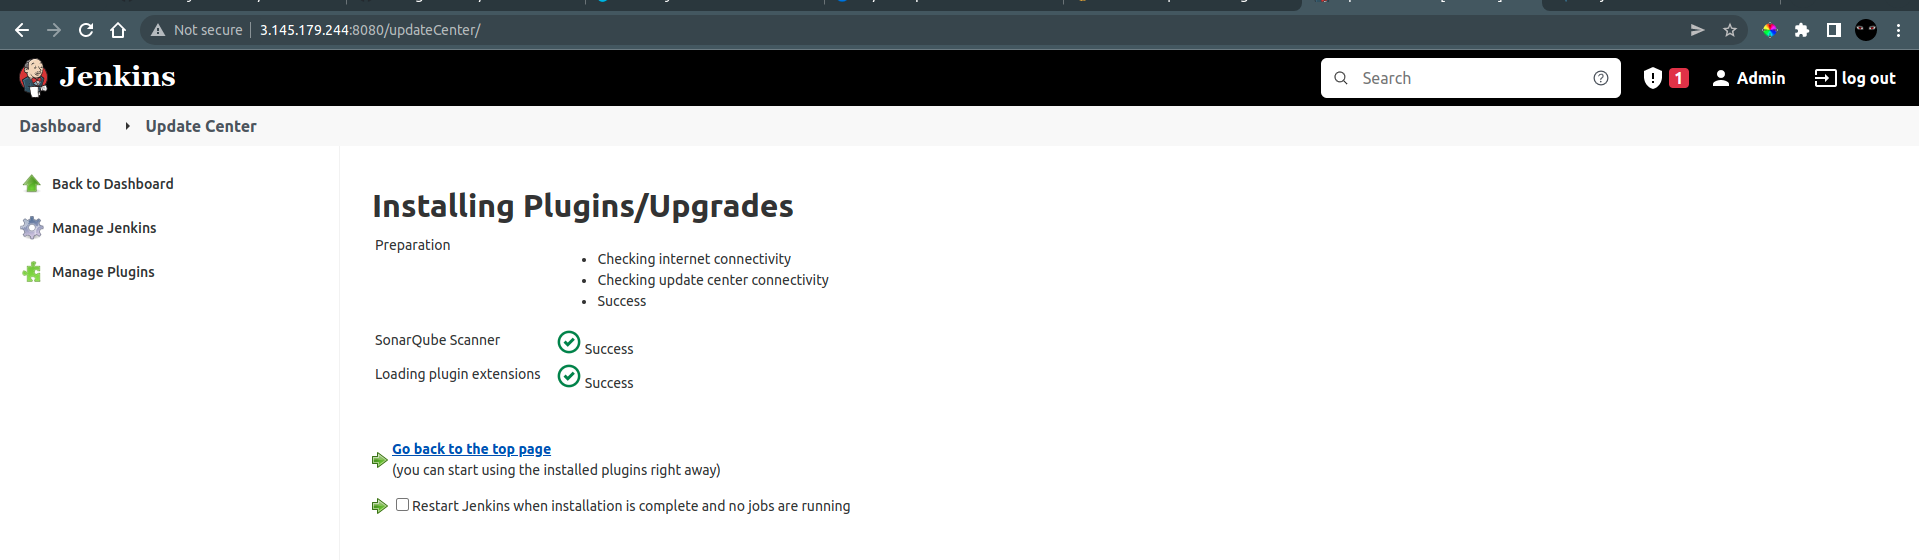 Not secure
3.145.179.244:8080/updateCenter/
Jenkins
Search
1
Admin
log out
Dashboard
Update Center
Back to Dashboard
Manage Jenkins
Manage Plugins
Installing Plugins/Upgrades
Preparation
Checking internet connectivity
Checking update center connectivity
Success
SonarQube Scanner
Success
Loading plugin extensions
Success
Go back to the top page
(you can start using the installed plugins right away)
Restart Jenkins when installation is complete and no jobs are running